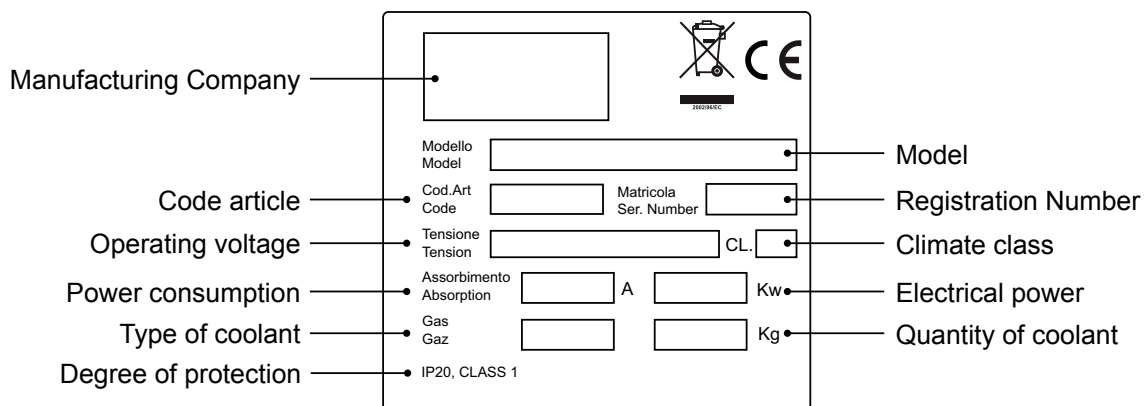 CE
2002/96/EC
Manufacturing Company
Modello
Model
Model
Code article
Cod.Art
Code
Matricola
Ser. Number
Registration Number
Operating voltage
Tensione
Tension
CL.
Climate class
Power consumption
Assorbimento
Absorption
A
Kw
Electrical power
Type of coolant
Gas
Gaz
Kg
Quantity of coolant
Degree of protection
IP20, CLASS 1